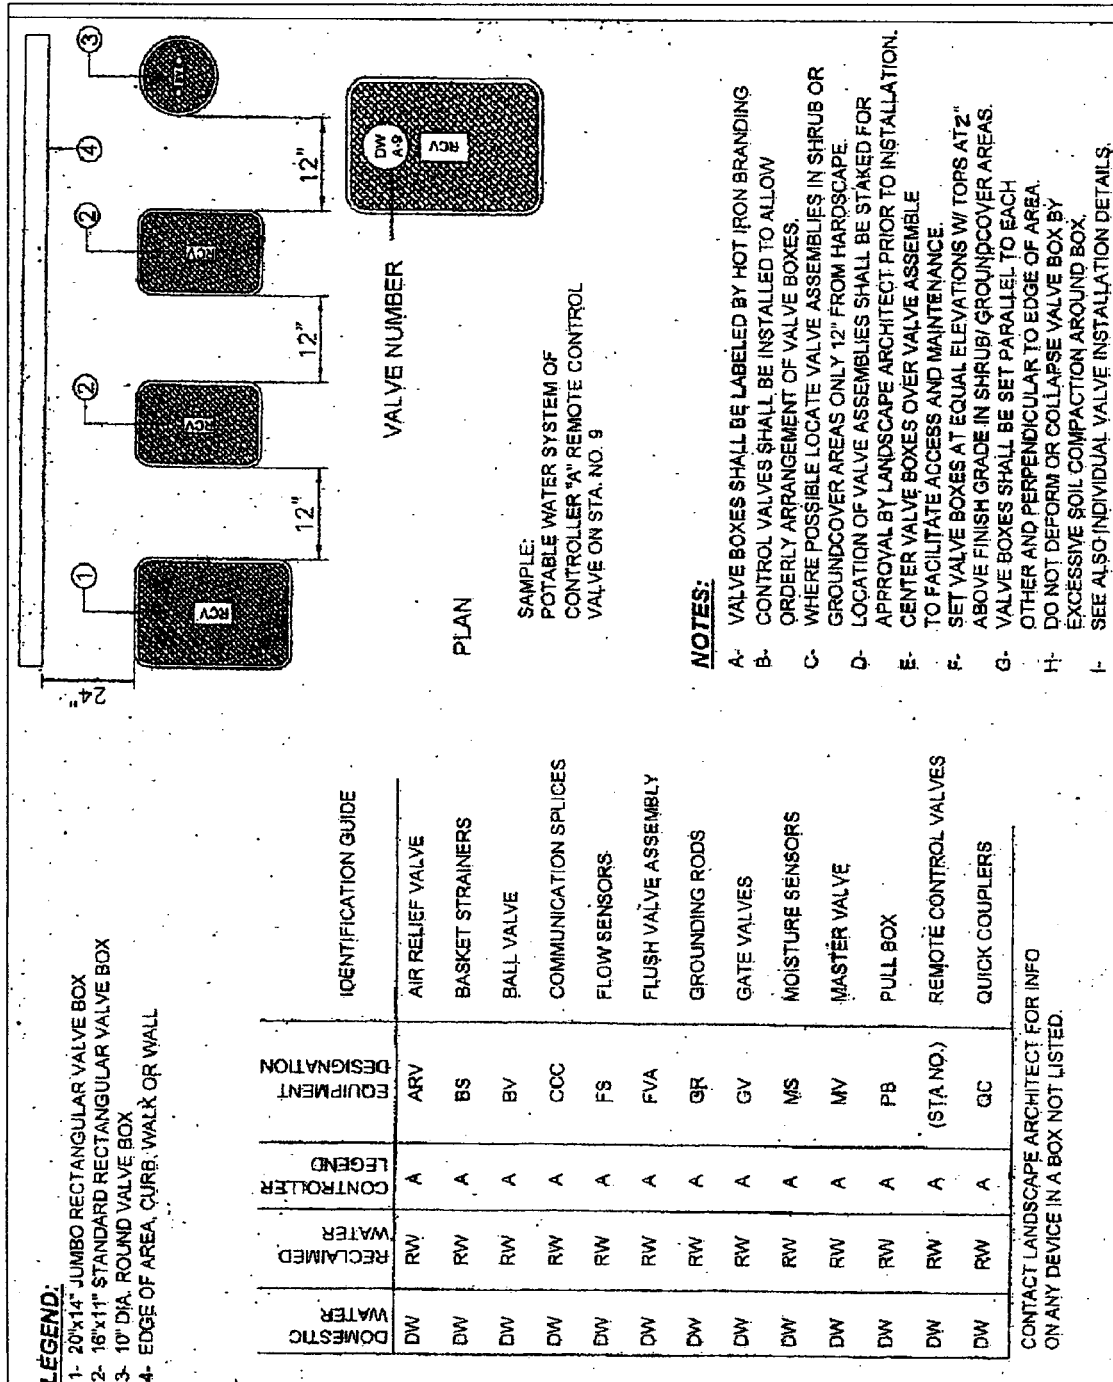 LEGEND:
1- 20"x14" JUMBO RECTANGULAR VALVE BOX
2- 16"x11" STANDARD RECTANGULAR VALVE BOX
3- 10" DIA. ROUND VALVE BOX
4- EDGE OF AREA, CURB, WALK OR WALL
DOMESTIC WATER RECLAIMED WATER CONTROLLER LEGEND EQUIPMENT DESIGNATION IDENTIFICATION GUIDE
DW RW A ARV AIR RELIEF VALVE
DW RW A BS BASKET STRAINERS
DW RW A BV BALL VALVE
DW RW A CCC COMMUNICATION SPLICES
DW RW A FS FLOW SENSORS
DW RW A FVA FLUSH VALVE ASSEMBLY
DW RW A GR GROUNDING RODS
DW RW A GV GATE VALVES
DW RW A MS MOISTURE SENSORS
DW RW A MV MASTER VALVE
DW RW A PB PULL BOX
DW RW A (STA NO.) REMOTE CONTROL VALVES
DW RW A QC QUICK COUPLERS
CONTACT LANDSCAPE ARCHITECT FOR INFO
ON ANY DEVICE IN A BOX NOT LISTED.
1 2 2 4 3
24"
RCV RCV RCV
12" 12" 12"
VALVE NUMBER
DW
A-9
RCV
PLAN
SAMPLE:
POTABLE WATER SYSTEM OF
CONTROLLER "A" REMOTE CONTROL
VALVE ON STA. NO. 9
NOTES:
A- VALVE BOXES SHALL BE LABELED BY HOT IRON BRANDING
B- CONTROL VALVES SHALL BE INSTALLED TO ALLOW
ORDERLY ARRANGEMENT OF VALVE BOXES.
C- WHERE POSSIBLE LOCATE VALVE ASSEMBLIES IN SHRUB OR
GROUNDCOVER AREAS ONLY 12" FROM HARDSCAPE.
D- LOCATION OF VALVE ASSEMBLIES SHALL BE STAKED FOR
APPROVAL BY LANDSCAPE ARCHITECT PRIOR TO INSTALLATION.
E- CENTER VALVE BOXES OVER VALVE ASSEMBLE
TO FACILITATE ACCESS AND MAINTENANCE.
F- SET VALVE BOXES AT EQUAL ELEVATIONS W/ TOPS AT 2"
ABOVE FINISH GRADE IN SHRUB/ GROUNDCOVER AREAS.
G- VALVE BOXES SHALL BE SET PARALLEL TO EACH
OTHER AND PERPENDICULAR TO EDGE OF AREA.
H- DO NOT DEFORM OR COLLAPSE VALVE BOX BY
EXCESSIVE SOIL COMPACTION AROUND BOX.
I- SEE ALSO INDIVIDUAL VALVE INSTALLATION DETAILS.